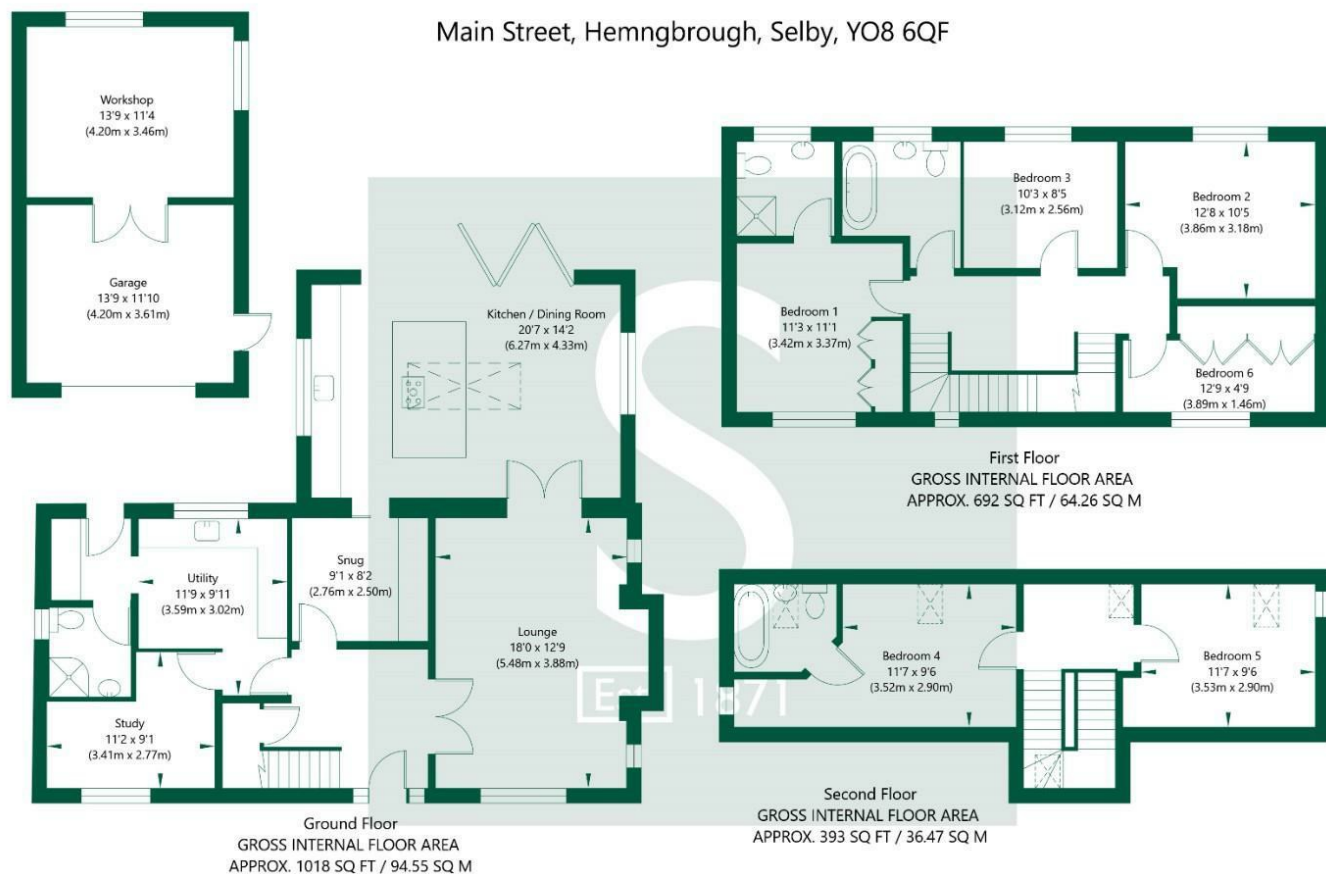 Main Street, Hemngbrough, Selby, YO8 6QF
Workshop
13'9 x 11'4
(4.20m x 3.46m)
Garage
13'9 x 11'10
(4.20m x 3.61m)
Kitchen / Dining Room
20'7 x 14'2
(6.27m x 4.33m)
Utility
11'9 x 9'11
(3.59m x 3.02m)
Snug
9'1 x 8'2
(2.76m x 2.50m)
Lounge
18'0 x 12'9
(5.48m x 3.88m)
Study
11'2 x 9'1
(3.41m x 2.77m)
Ground Floor
GROSS INTERNAL FLOOR AREA
APPROX. 1018 SQ FT / 94.55 SQ M
Bedroom 1
11'3 x 11'1
(3.42m x 3.37m)
Bedroom 3
10'3 x 8'5
(3.12m x 2.56m)
Bedroom 2
12'8 x 10'5
(3.86m x 3.18m)
Bedroom 6
12'9 x 4'9
(3.89m x 1.46m)
First Floor
GROSS INTERNAL FLOOR AREA
APPROX. 692 SQ FT / 64.26 SQ M
Bedroom 4
11'7 x 9'6
(3.52m x 2.90m)
Bedroom 5
11'7 x 9'6
(3.53m x 2.90m)
Second Floor
GROSS INTERNAL FLOOR AREA
APPROX. 393 SQ FT / 36.47 SQ M
S
Est 1871